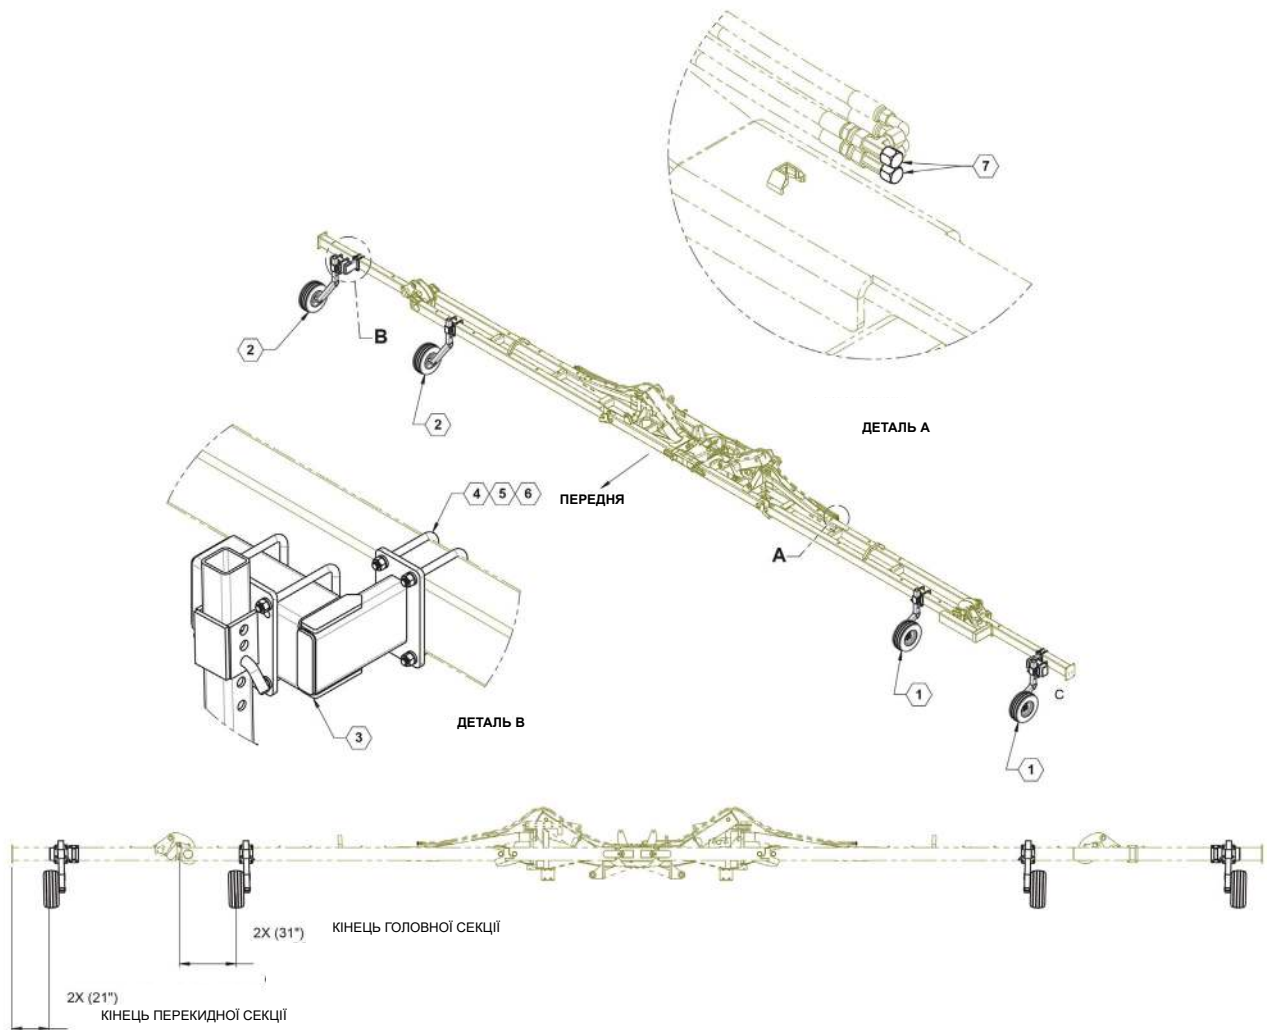 7
ДЕТАЛЬ A
B
2
2
ПЕРЕДНЯ
A
4 5 6
3
ДЕТАЛЬ B
1
C
1
2X (31") КІНЕЦЬ ГОЛОВНОЇ СЕКЦІЇ
2X (21")
КІНЕЦЬ ПЕРЕКИДНОЇ СЕКЦІЇ